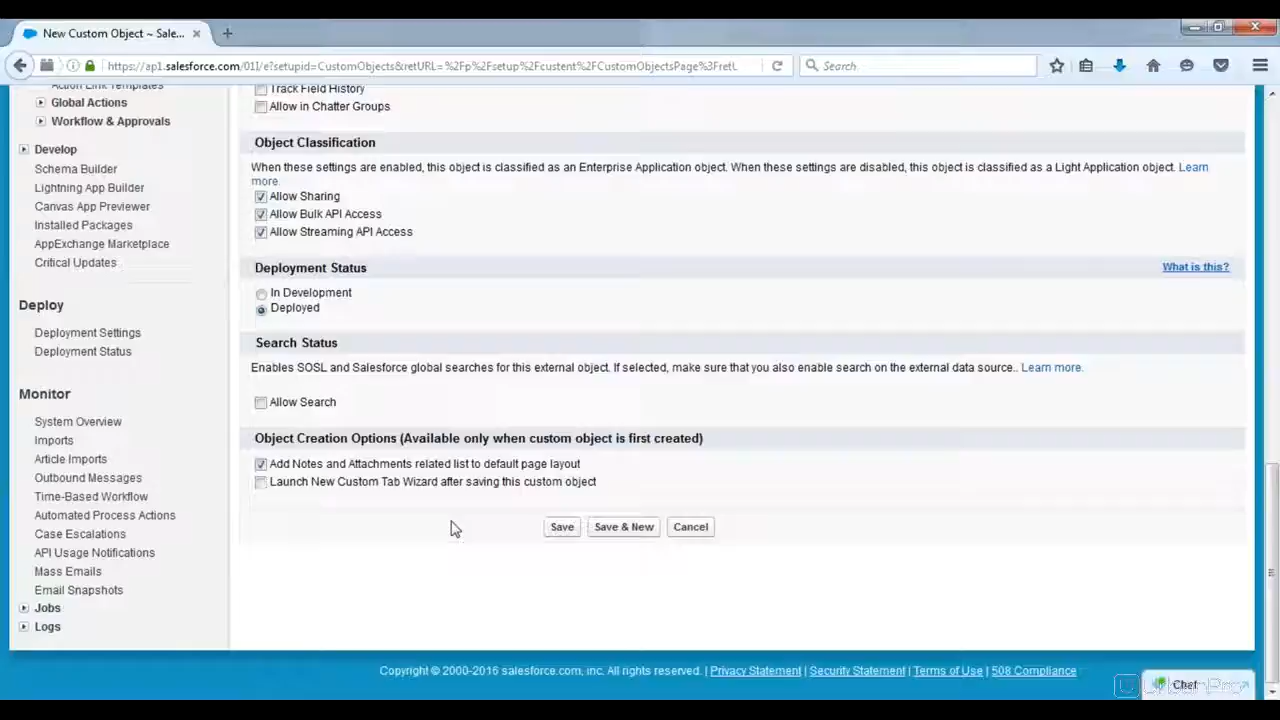 New Custom Object ~ Sale...
https://ap1.salesforce.com/01I/e?setupid=CustomObjects&retURL=%2Fp%2Fsetup%2Fcustent%2FCustomObjectsPage%3FretU
Search
Action Link Templates
Global Actions
Workflow & Approvals
Develop
Schema Builder
Lightning App Builder
Canvas App Previewer
Installed Packages
AppExchange Marketplace
Critical Updates
Deploy
Deployment Settings
Deployment Status
Monitor
System Overview
Imports
Article Imports
Outbound Messages
Time-Based Workflow
Automated Process Actions
Case Escalations
API Usage Notifications
Mass Emails
Email Snapshots
Jobs
Logs
Track Field History
Allow in Chatter Groups
Object Classification
When these settings are enabled, this object is classified as an Enterprise Application object. When these settings are disabled, this object is classified as a Light Application object. Learn
more.
Allow Sharing
Allow Bulk API Access
Allow Streaming API Access
Deployment Status
What is this?
In Development
Deployed
Search Status
Enables SOSL and Salesforce global searches for this external object. If selected, make sure that you also enable search on the external data source.. Learn more.
Allow Search
Object Creation Options (Available only when custom object is first created)
Add Notes and Attachments related list to default page layout
Launch New Custom Tab Wizard after saving this custom object
Save Save & New Cancel
Copyright © 2000-2016 salesforce.com, inc. All rights reserved. | Privacy Statement | Security Statement | Terms of Use | 508 Compliance
Chat
UrbanPro